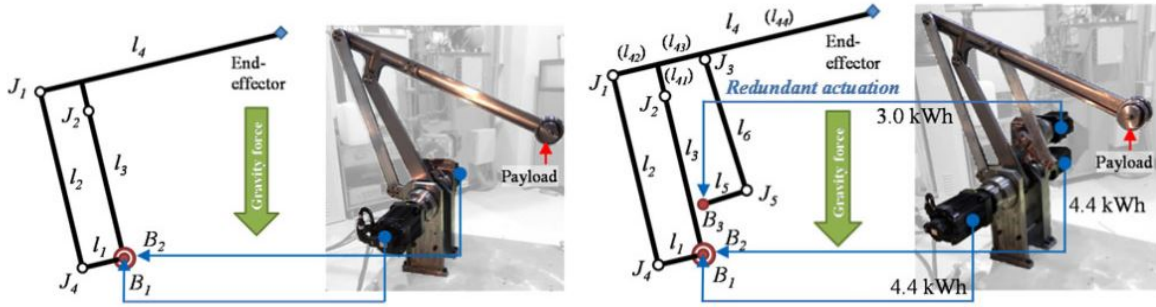 l4
End-effector
J1
J2
l2
l3
Gravity force
l1
J4
B2
B1
Payload
l4
(l44)
(l42)
(l43)
End-effector
J1
J3
(l41)
J2
Redundant actuation
3.0 kWh
l6
l2
l3
Gravity force
Payload
l5
J5
B3
4.4 kWh
l1
B2
J4
B1
4.4 kWh